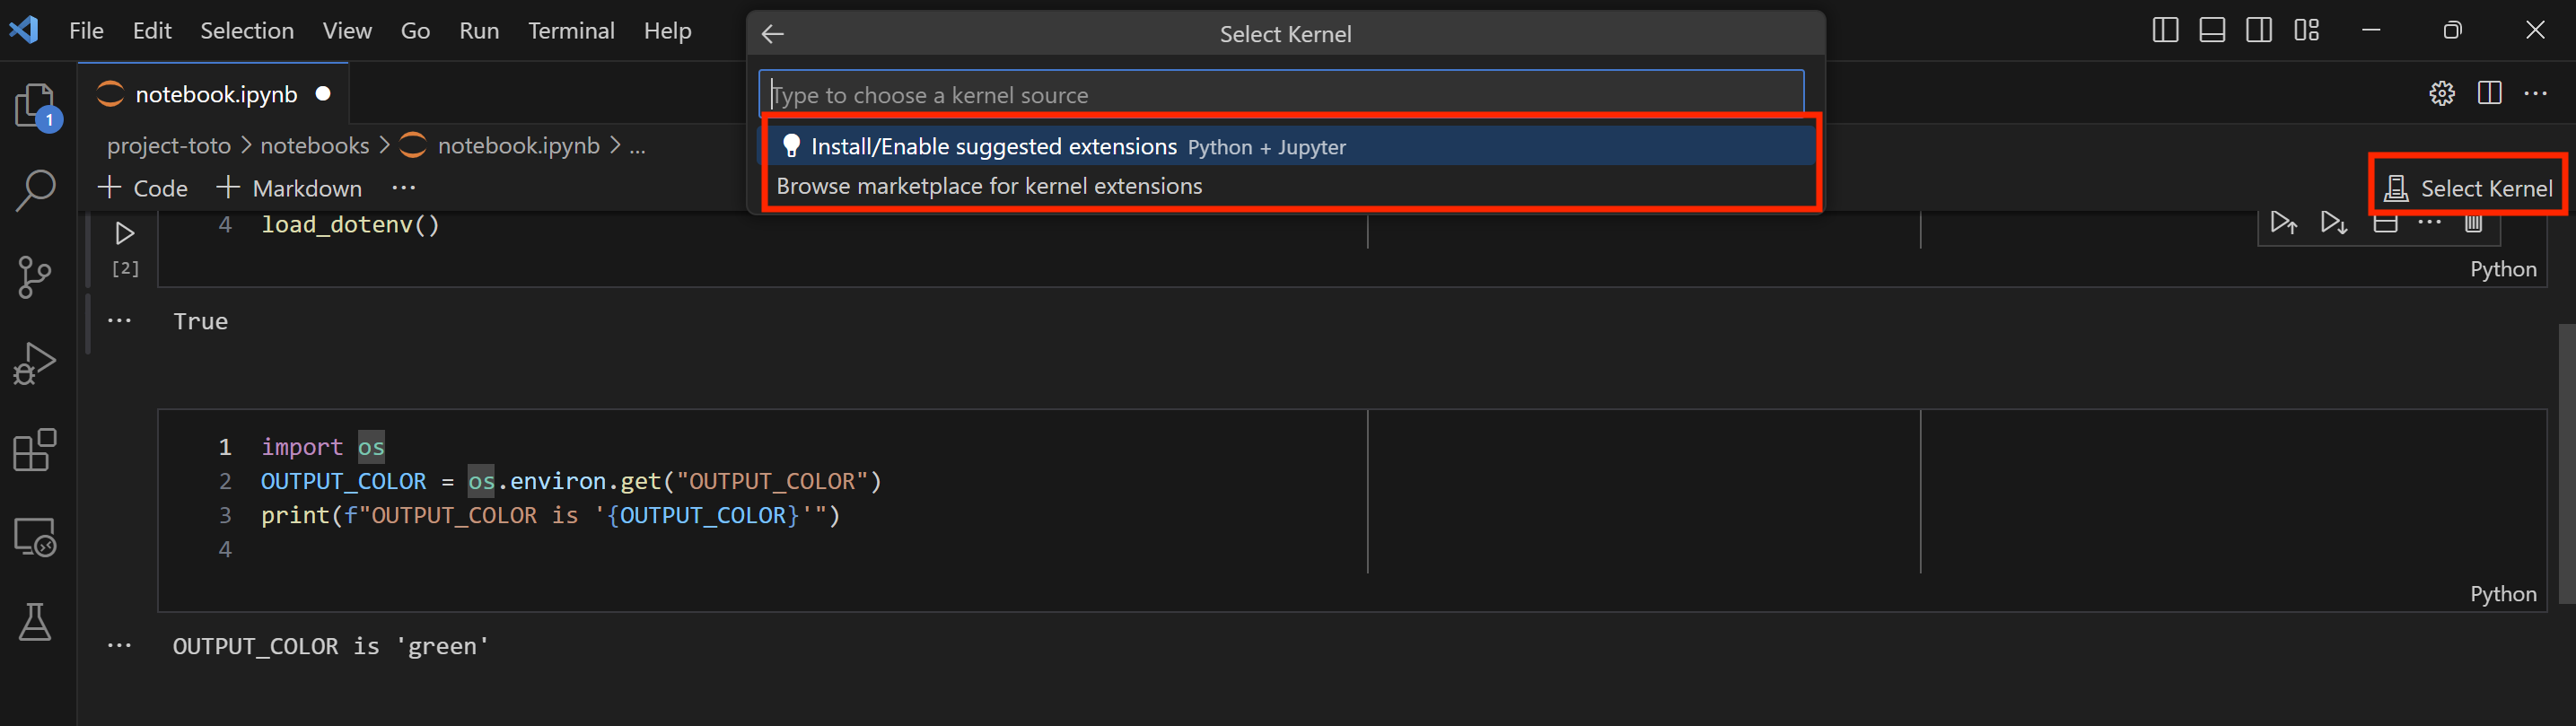 File Edit Selection View Go Run Terminal Help
Select Kernel
notebook.ipynb
Type to choose a kernel source
1
project-toto > notebooks > notebook.ipynb > ...
Install/Enable suggested extensions Python + Jupyter
Browse marketplace for kernel extensions
+ Code + Markdown ...
Select Kernel
4 load_dotenv()
[2]
Python
... True
1 import os
2 OUTPUT_COLOR = os.environ.get("OUTPUT_COLOR")
3 print(f"OUTPUT_COLOR is '{OUTPUT_COLOR}'")
4
Python
... OUTPUT_COLOR is 'green'